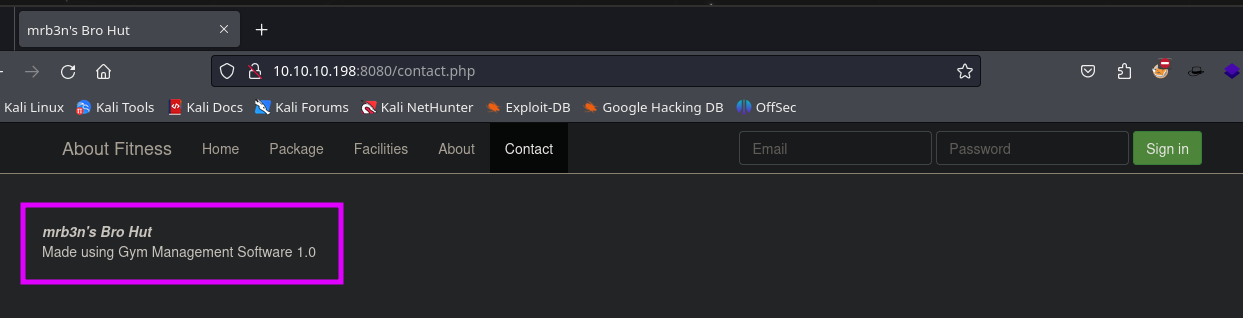 mrb3n's Bro Hut
10.10.10.198:8080/contact.php
Kali Linux Kali Tools Kali Docs Kali Forums Kali NetHunter Exploit-DB Google Hacking DB OffSec
About Fitness Home Package Facilities About Contact Email Password Sign in
mrb3n's Bro Hut
Made using Gym Management Software 1.0